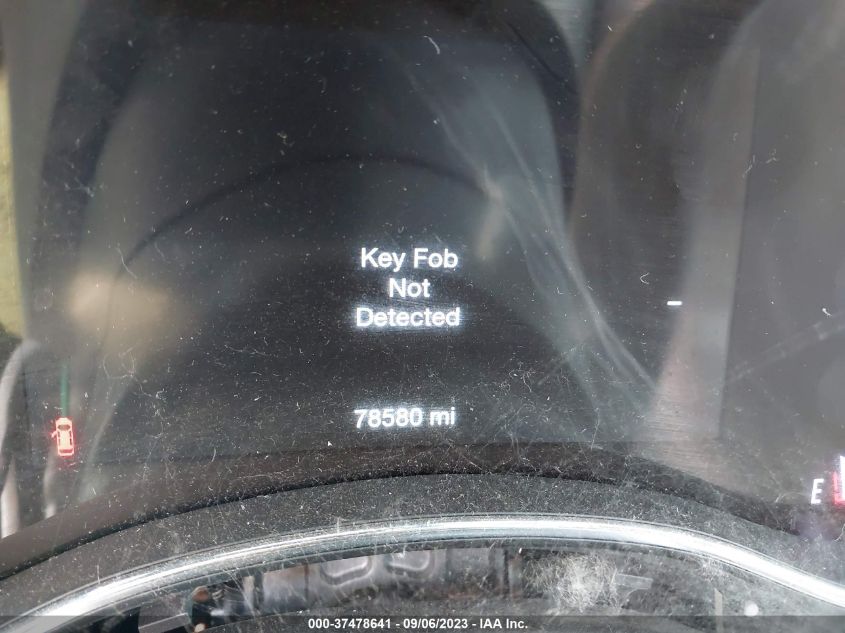 Key Fob
Not
Detected
78580 mi
E
000-37478641 - 09/06/2023 - IAA Inc.